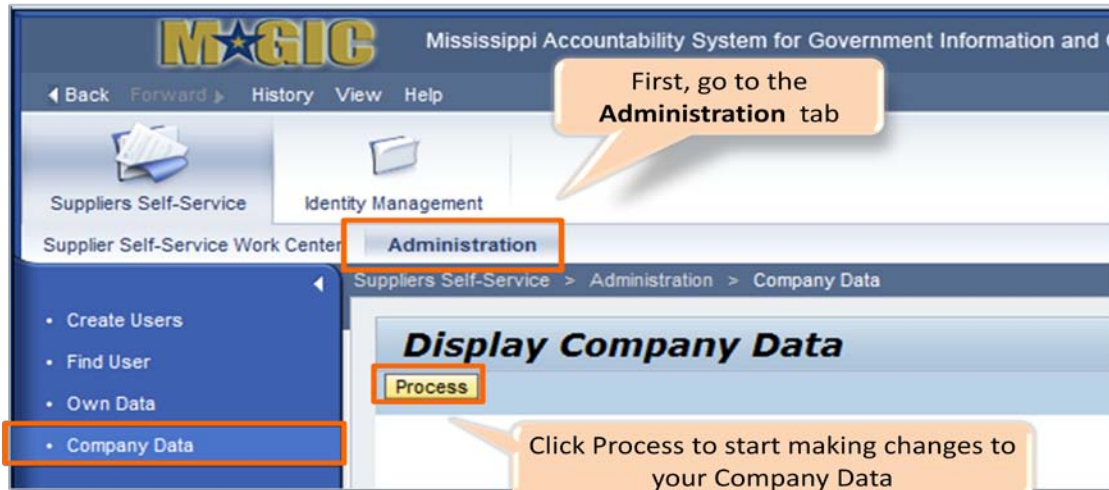 M★GIC
Mississippi Accountability System for Government Information and
Back Forward History View Help
First, go to the
Administration tab
Suppliers Self-Service Identity Management
Supplier Self-Service Work Center Administration
Suppliers Self-Service > Administration > Company Data
• Create Users
• Find User
• Own Data
• Company Data
Display Company Data
Process
Click Process to start making changes to
your Company Data